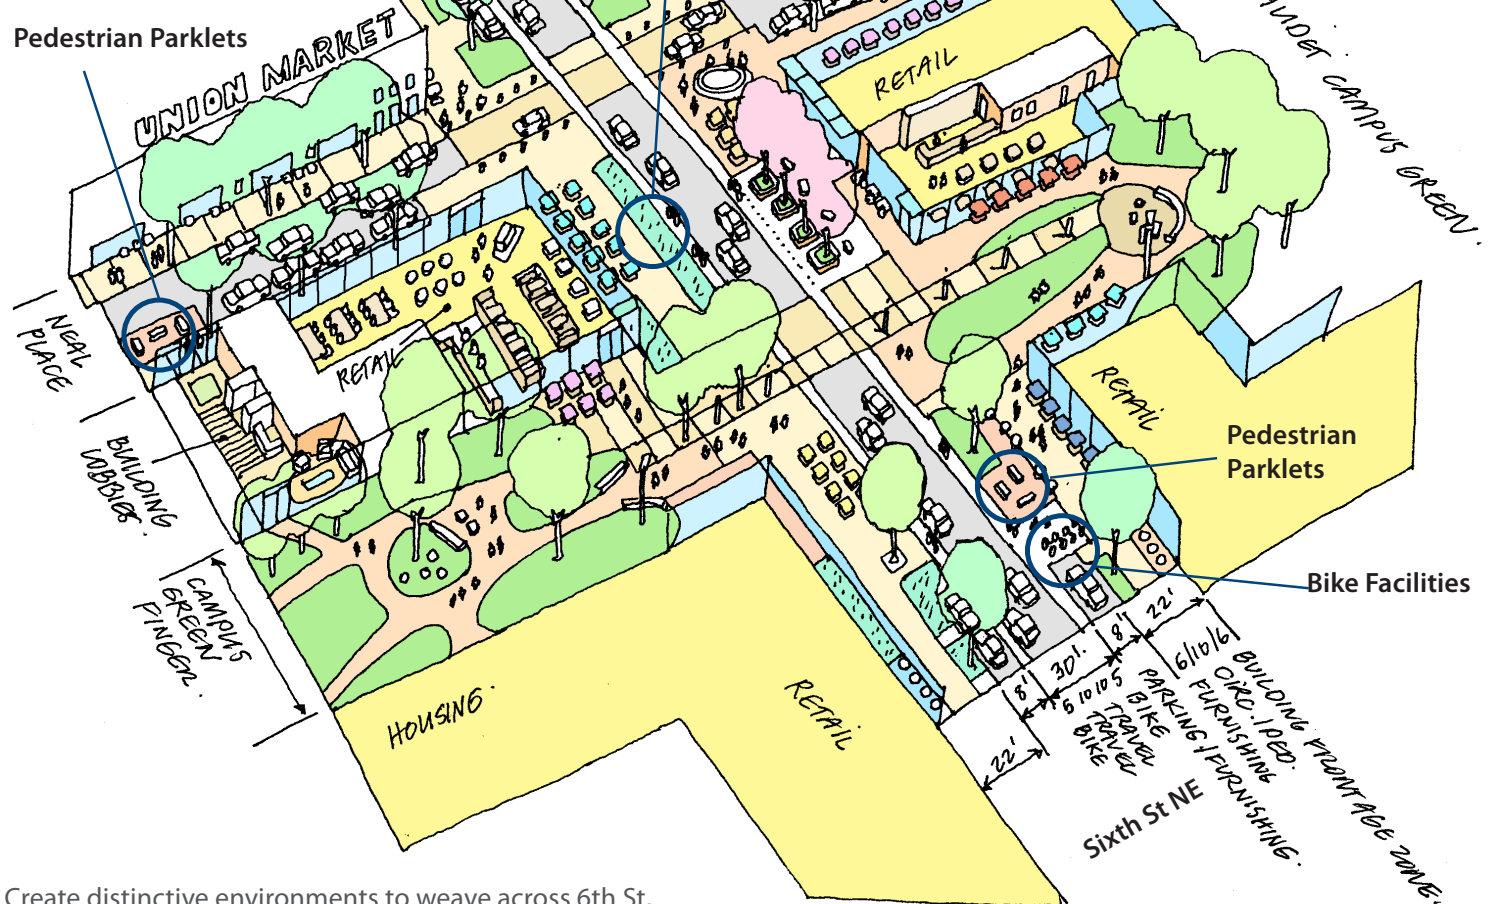 Pedestrian Parklets
UNION MARKET
RETAIL
CAMPUS GREEN.
NEAL
PLACE
RETAIL
RETAIL
Pedestrian
Parklets
BUILDING
LOBBIES.
Bike Facilities
CAMPUS
GREEN
FINGER.
HOUSING.
RETAIL
22'
8'
30'.
8'
22'
5 10 10 5
6/10/6
BUILDING FRONTAGE ZONE.
CIRC./PED.
FURNISHING
PARKING/FURNISHING.
BIKE
TRAVEL
TRAVEL
BIKE
Sixth St NE
Create distinctive environments to weave across 6th St.